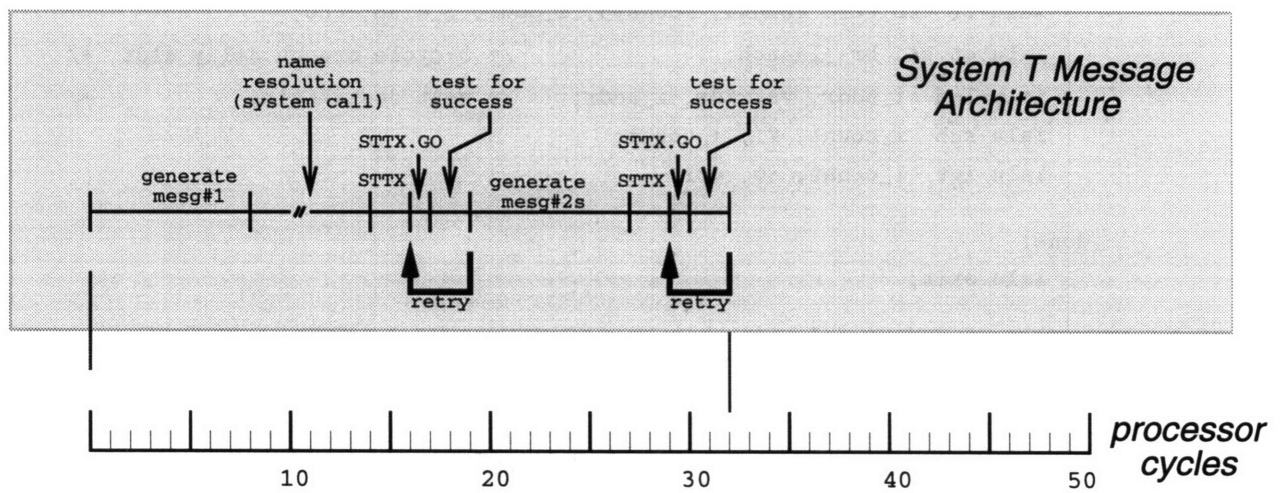 System T Message
Architecture
name
resolution
(system call)
test for
success
test for
success
STTX.GO
STTX.GO
generate
mesg#1
STTX
generate
mesg#2s
STTX
retry
retry
10
20
30
40
50
processor
cycles